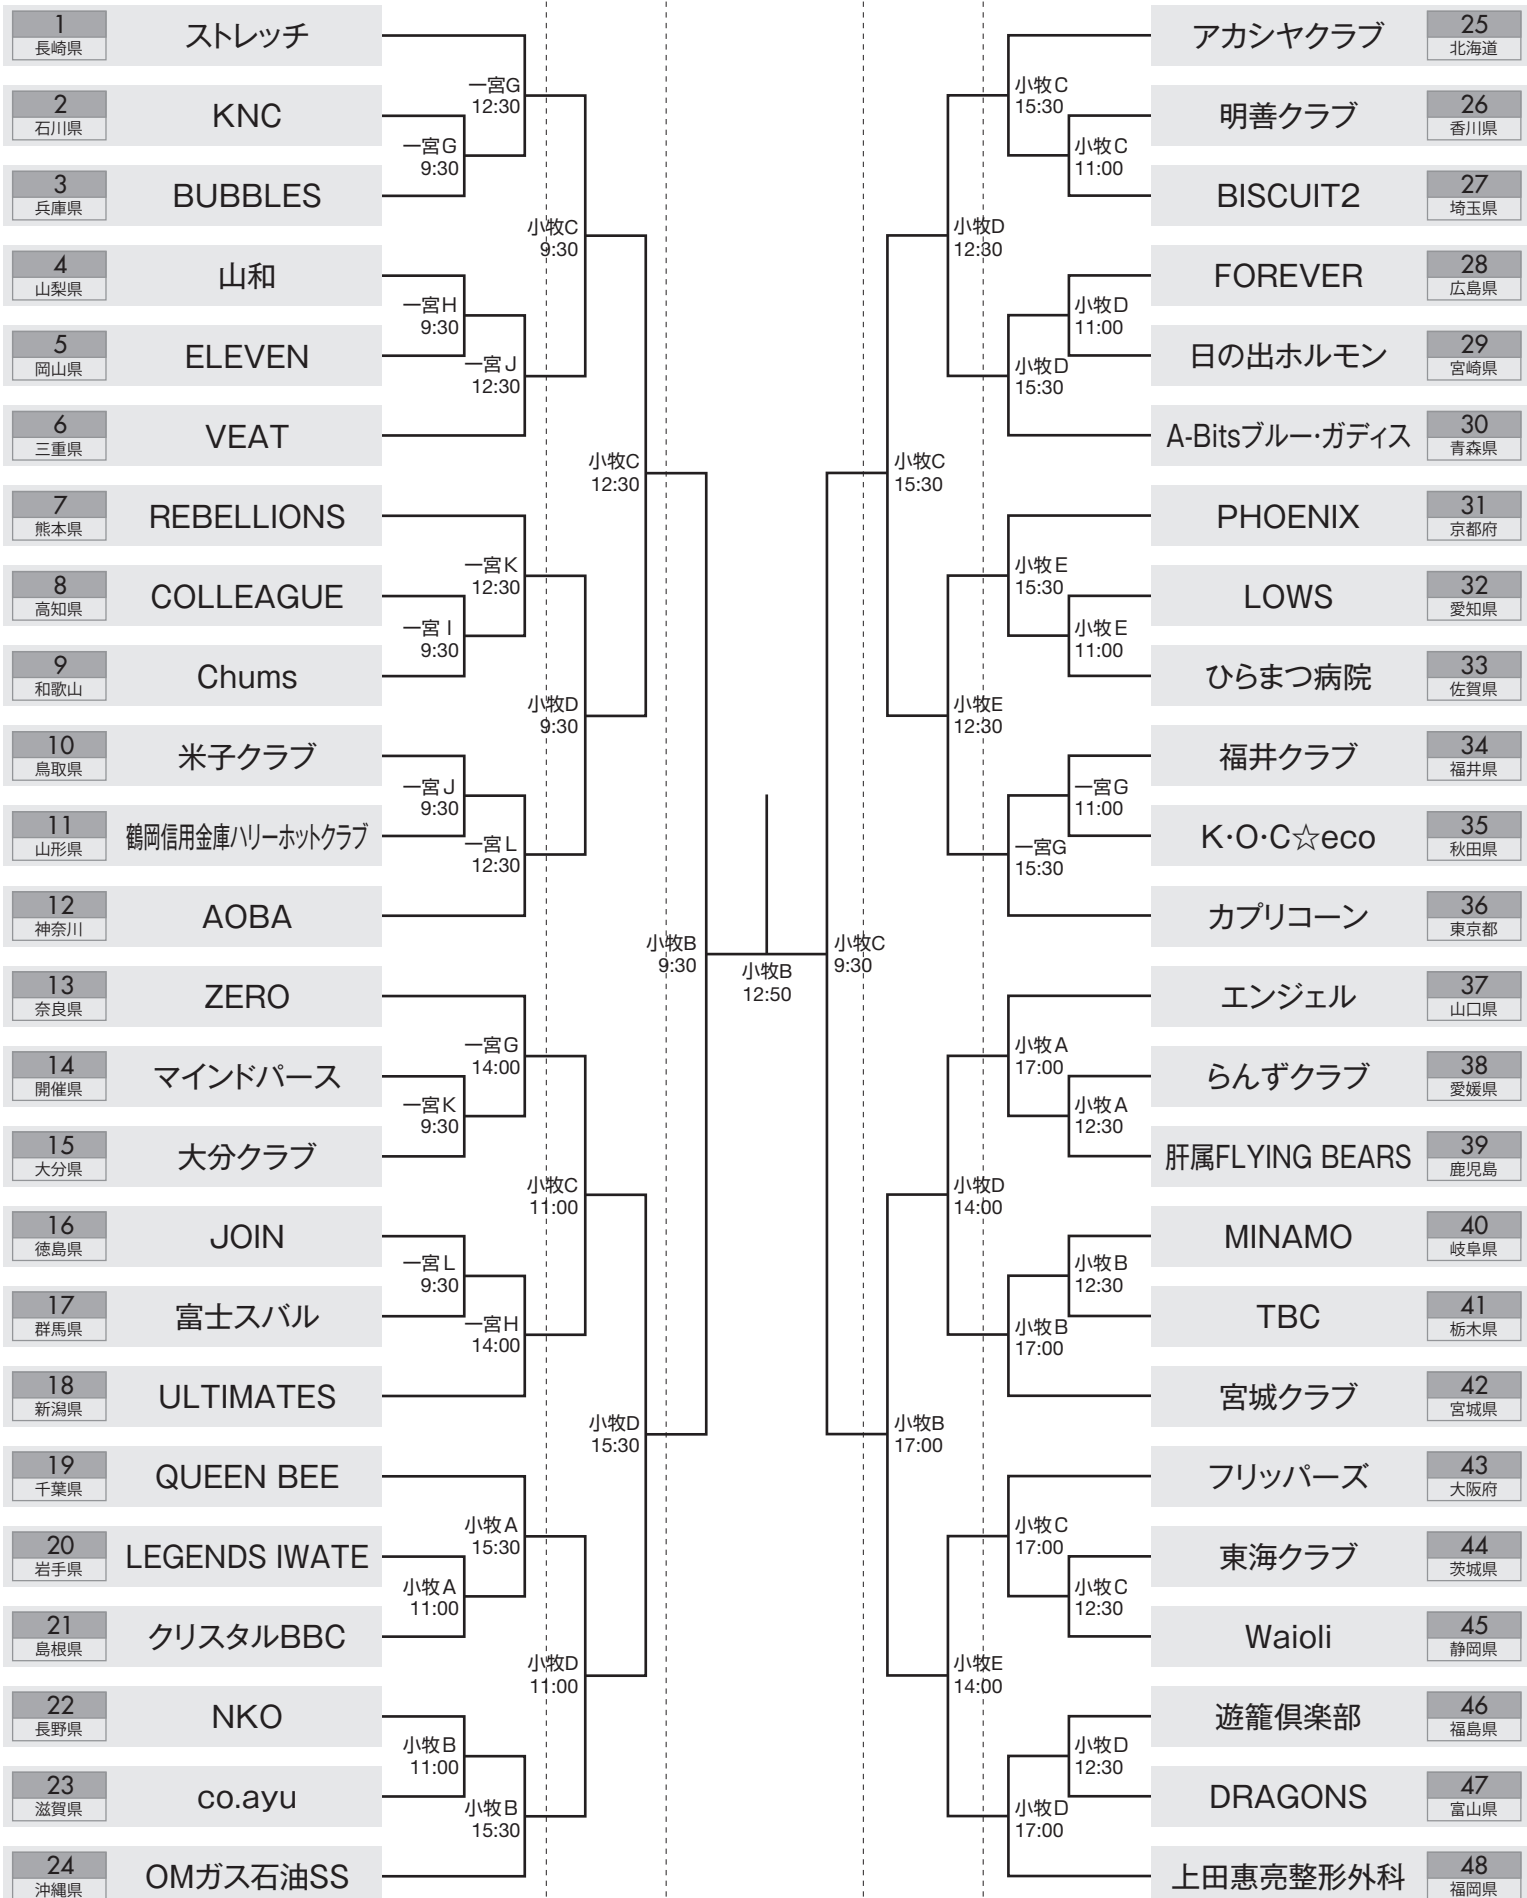 1
長崎県
ストレッチ
一宮G
12:30
2
石川県
KNC
一宮G
9:30
3
兵庫県
BUBBLES
小牧C
9:30
4
山梨県
山和
一宮H
9:30
5
岡山県
ELEVEN
一宮J
12:30
6
三重県
VEAT
小牧C
12:30
7
熊本県
REBELLIONS
一宮K
12:30
8
高知県
COLLEAGUE
一宮I
9:30
9
和歌山
Chums
小牧D
9:30
10
鳥取県
米子クラブ
一宮J
9:30
11
山形県
鶴岡信用金庫ハリーホットクラブ
一宮L
12:30
12
神奈川
AOBA
小牧B
9:30
13
奈良県
ZERO
一宮G
14:00
14
開催県
マインドパース
一宮K
9:30
15
大分県
大分クラブ
小牧C
11:00
16
徳島県
JOIN
一宮L
9:30
17
群馬県
富士スバル
一宮H
14:00
18
新潟県
ULTIMATES
小牧D
15:30
19
千葉県
QUEEN BEE
小牧A
15:30
20
岩手県
LEGENDS IWATE
小牧A
11:00
21
島根県
クリスタルBBC
小牧D
11:00
22
長野県
NKO
小牧B
11:00
23
滋賀県
co.ayu
小牧B
15:30
24
沖縄県
OMガス石油SS
小牧B
12:50
アカシヤクラブ
25
北海道
小牧C
15:30
明善クラブ
26
香川県
小牧C
11:00
BISCUIT2
27
埼玉県
小牧D
12:30
FOREVER
28
広島県
小牧D
11:00
日の出ホルモン
29
宮崎県
小牧D
15:30
A-Bitsブルー・ガディス
30
青森県
小牧C
15:30
PHOENIX
31
京都府
小牧E
15:30
LOWS
32
愛知県
小牧E
11:00
ひらまつ病院
33
佐賀県
小牧E
12:30
福井クラブ
34
福井県
一宮G
11:00
K・O・C☆eco
35
秋田県
一宮G
15:30
カプリコーン
36
東京都
小牧C
9:30
エンジェル
37
山口県
小牧A
17:00
らんずクラブ
38
愛媛県
小牧A
12:30
肝属FLYING BEARS
39
鹿児島
小牧D
14:00
MINAMO
40
岐阜県
小牧B
12:30
TBC
41
栃木県
小牧B
17:00
宮城クラブ
42
宮城県
小牧B
17:00
フリッパーズ
43
大阪府
小牧C
17:00
東海クラブ
44
茨城県
小牧C
12:30
Waioli
45
静岡県
小牧E
14:00
遊籠倶楽部
46
福島県
小牧D
12:30
DRAGONS
47
富山県
小牧D
17:00
上田惠亮整形外科
48
福岡県